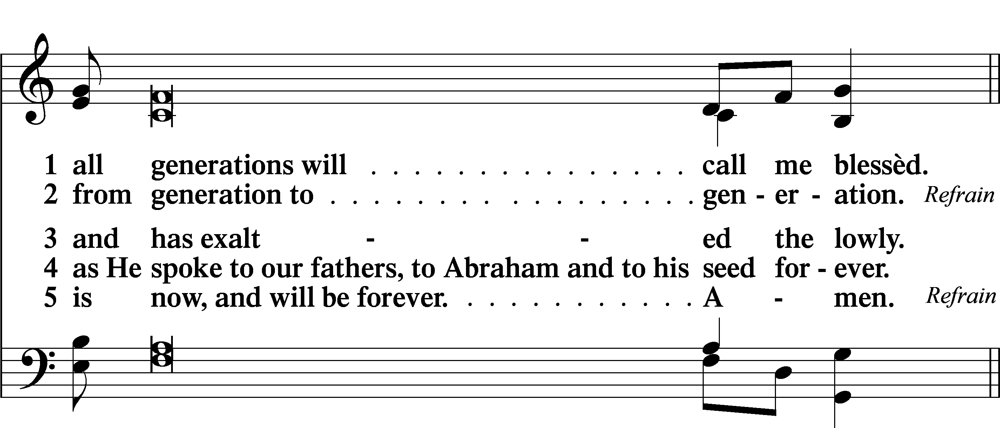 1 all generations will . . . . . . . . . . . . . . . call me blessèd.
2 from generation to . . . . . . . . . . . . . . . . . gen - er - ation. Refrain
3 and has exalt - - ed the lowly.
4 as He spoke to our fathers, to Abraham and to his seed for - ever.
5 is now, and will be forever. . . . . . . . . . . . A - men. Refrain